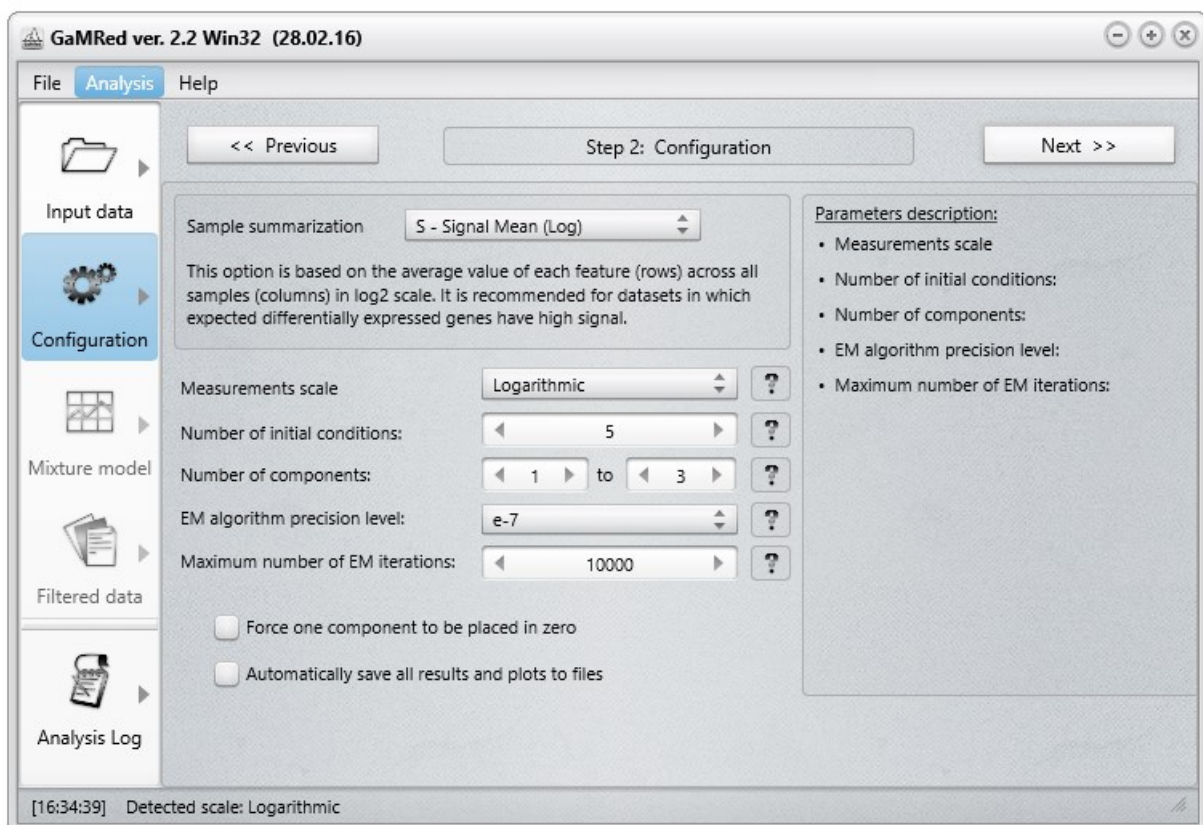 GaMRed ver. 2.2 Win32 (28.02.16)
File Analysis Help
Input data
Configuration
Mixture model
Filtered data
Analysis Log
<< Previous
Step 2: Configuration
Next >>
Sample summarization S - Signal Mean (Log)
This option is based on the average value of each feature (rows) across all
samples (columns) in log2 scale. It is recommended for datasets in which
expected differentially expressed genes have high signal.
Measurements scale Logarithmic ?
Number of initial conditions: 5 ?
Number of components: 1 to 3 ?
EM algorithm precision level: e-7 ?
Maximum number of EM iterations: 10000 ?
Force one component to be placed in zero
Automatically save all results and plots to files
Parameters description:
• Measurements scale
• Number of initial conditions:
• Number of components:
• EM algorithm precision level:
• Maximum number of EM iterations:
[16:34:39] Detected scale: Logarithmic